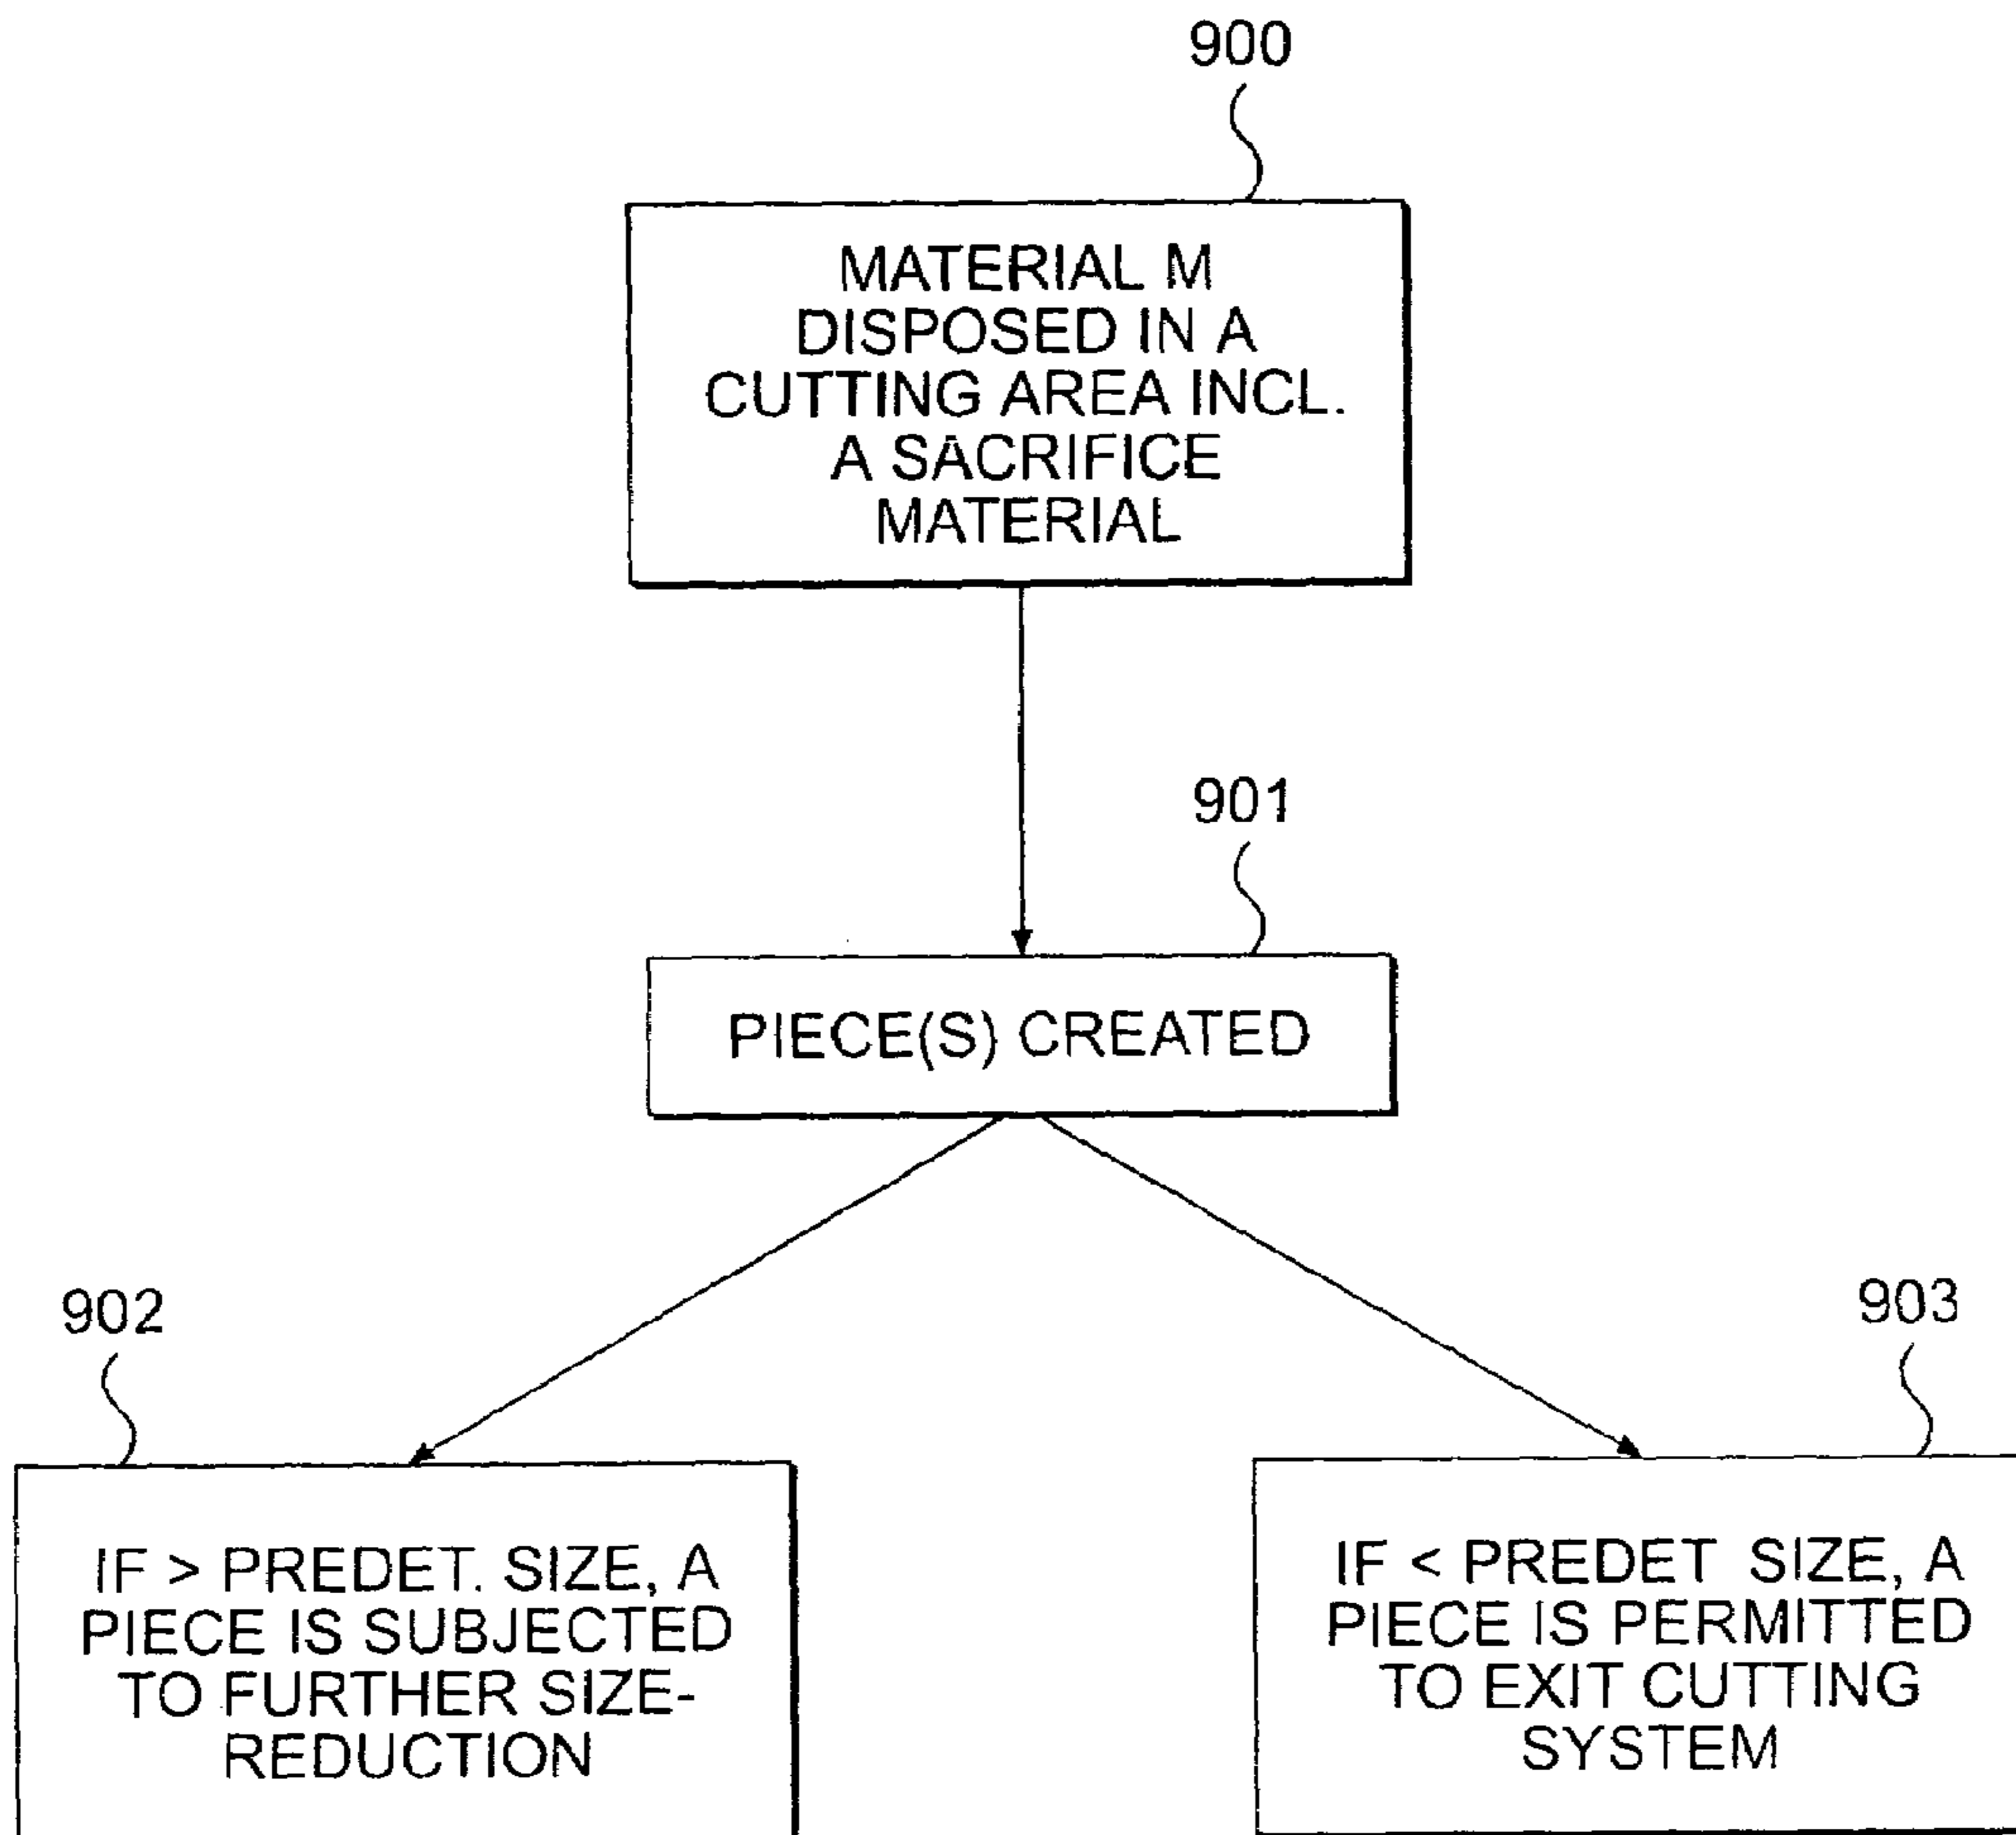 900
MATERIAL M
DISPOSED IN A
CUTTING AREA INCL.
A SACRIFICE
MATERIAL
901
PIECE(S) CREATED
902
IF > PREDET. SIZE, A
PIECE IS SUBJECTED
TO FURTHER SIZE-
REDUCTION
903
IF < PREDET SIZE, A
PIECE IS PERMITTED
TO EXIT CUTTING
SYSTEM